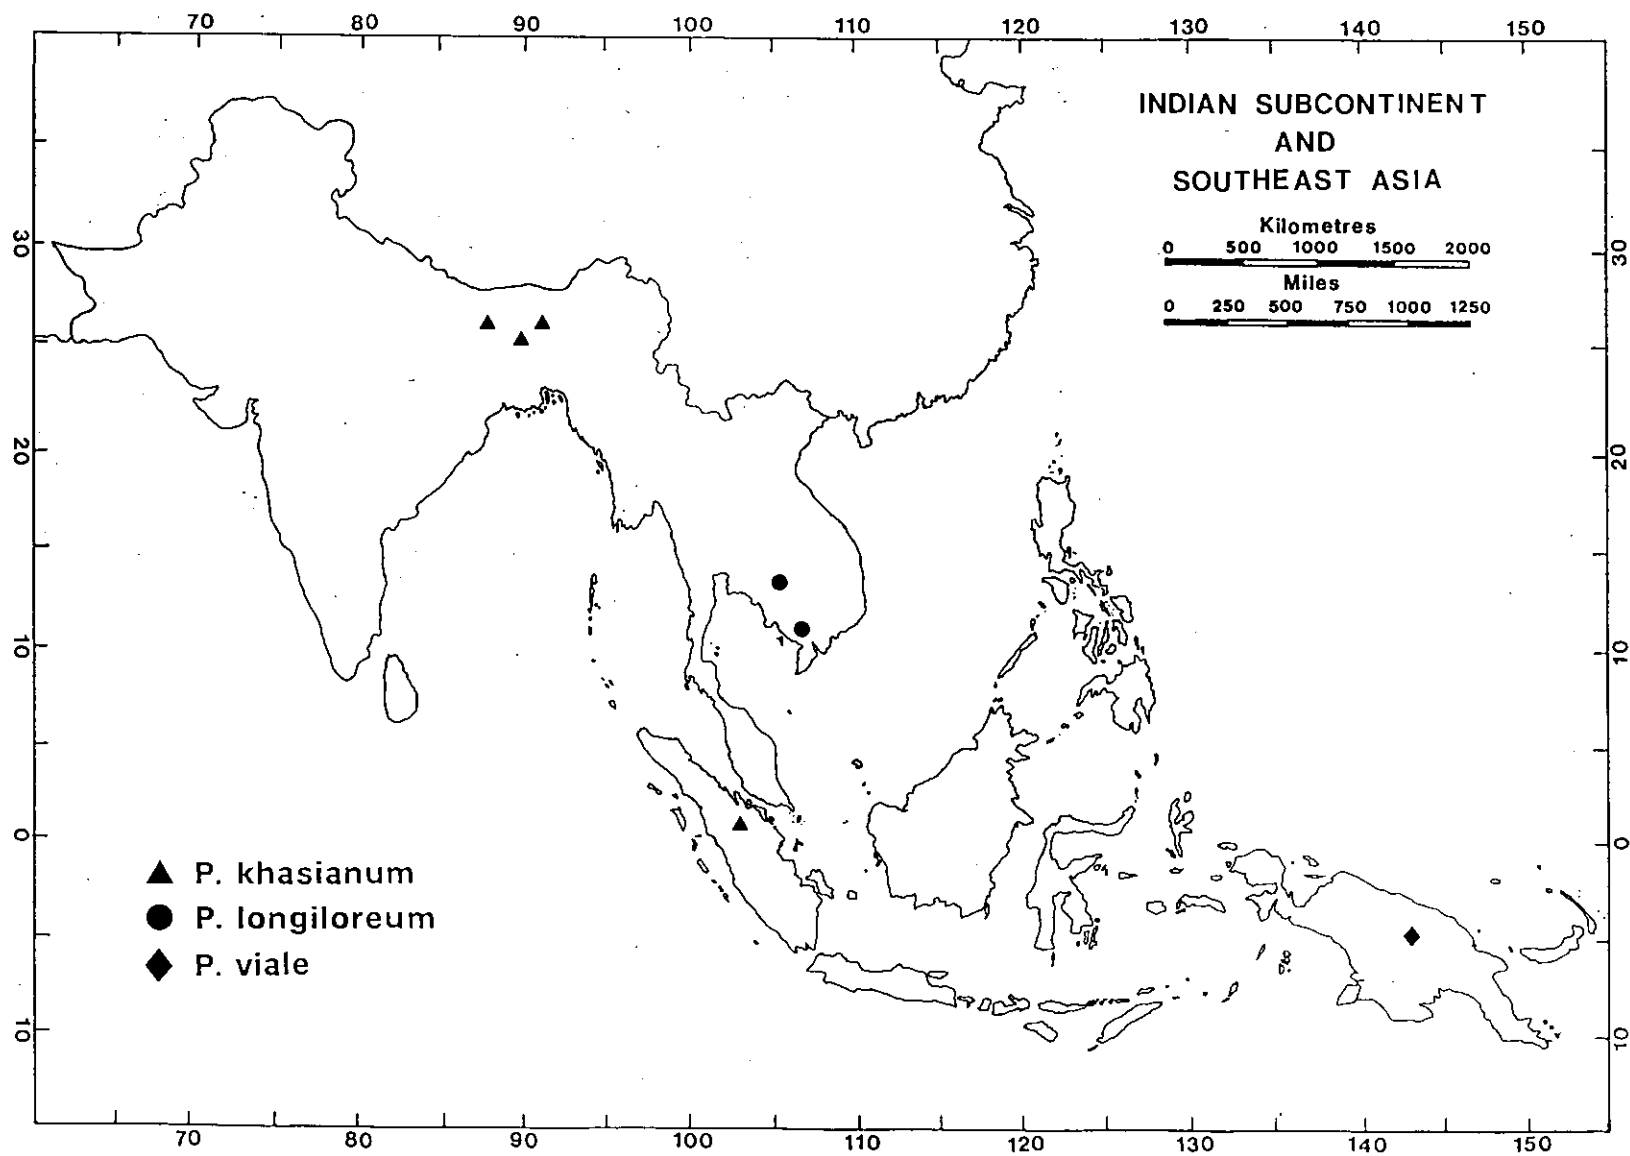 70 80 90 100 110 120 130 140 150
INDIAN SUBCONTINENT
AND
SOUTHEAST ASIA
Kilometres
0 500 1000 1500 2000
Miles
0 250 500 750 1000 1250
30 30
20 20
10 10
0 0
P. khasianum
P. longiloreum
P. viale
10 10
70 80 90 100 110 120 130 140 150